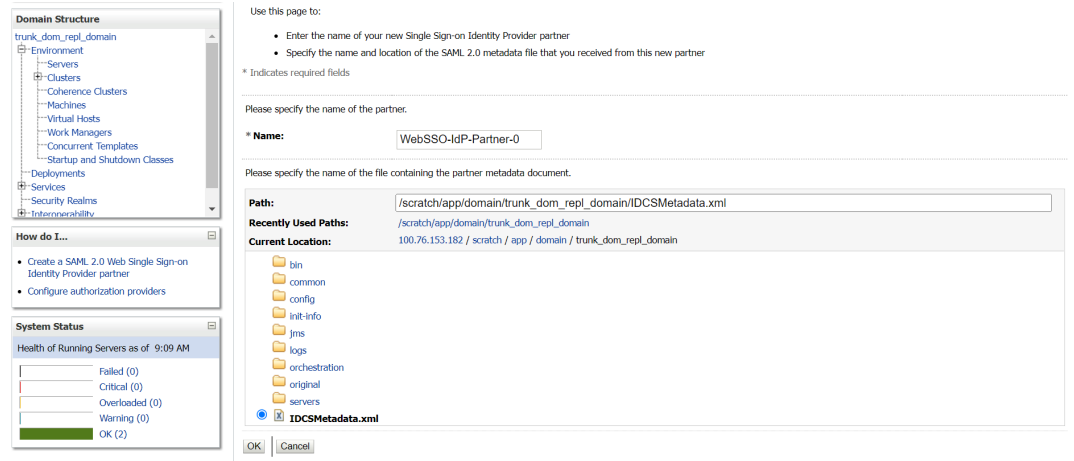 Domain Structure
trunk_dom_repl_domain
Environment
Servers
Clusters
Coherence Clusters
Machines
Virtual Hosts
Work Managers
Concurrent Templates
Startup and Shutdown Classes
Deployments
Services
Security Realms
Interoperability
How do I...
Create a SAML 2.0 Web Single Sign-on
Identity Provider partner
Configure authorization providers
System Status
Health of Running Servers as of 9:09 AM
Failed (0)
Critical (0)
Overloaded (0)
Warning (0)
OK (2)
Use this page to:
Enter the name of your new Single Sign-on Identity Provider partner
Specify the name and location of the SAML 2.0 metadata file that you received from this new partner
* Indicates required fields
Please specify the name of the partner.
* Name: WebSSO-IdP-Partner-0
Please specify the name of the file containing the partner metadata document.
Path: /scratch/app/domain/trunk_dom_repl_domain/IDCSMetadata.xml
Recently Used Paths: /scratch/app/domain/trunk_dom_repl_domain
Current Location: 100.76.153.182 / scratch / app / domain / trunk_dom_repl_domain
bin
common
config
init-info
jms
logs
orchestration
original
servers
IDCSMetadata.xml
OK Cancel